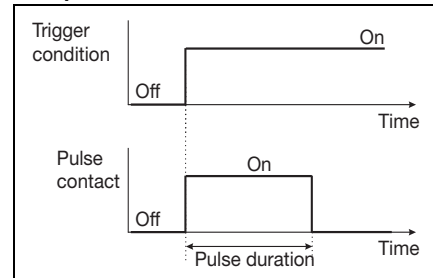 Trigger
condition
On
Off
Time
Pulse
contact
On
Off
Time
Pulse duration